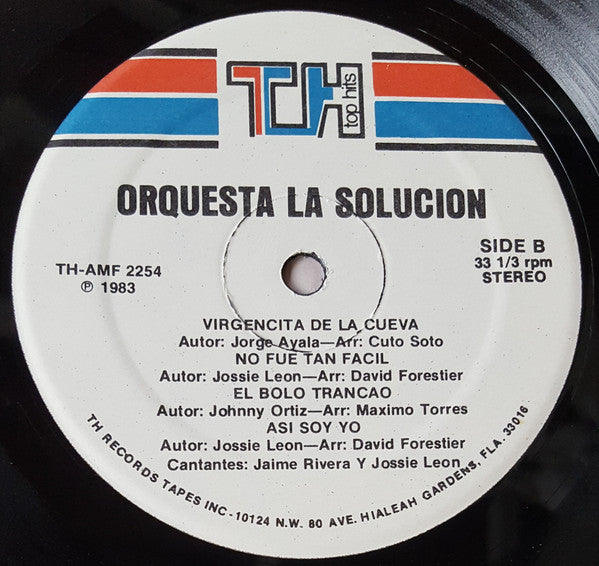 TH
top hits
ORQUESTA LA SOLUCION
TH-AMF 2254
℗ 1983
SIDE B
33 1/3 rpm
STEREO
VIRGENCITA DE LA CUEVA
Autor: Jorge Ayala—Arr: Cuto Soto
NO FUE TAN FACIL
Autor: Jossie Leon—Arr: David Forestier
EL BOLO TRANCAO
Autor: Johnny Ortiz—Arr: Maximo Torres
ASI SOY YO
Autor: Jossie Leon—Arr: David Forestier
Cantantes: Jaime Rivera Y Jossie Leon
TH RECORDS TAPES INC - 10124 N.W. 80 AVE. HIALEAH GARDENS, FLA. 33016